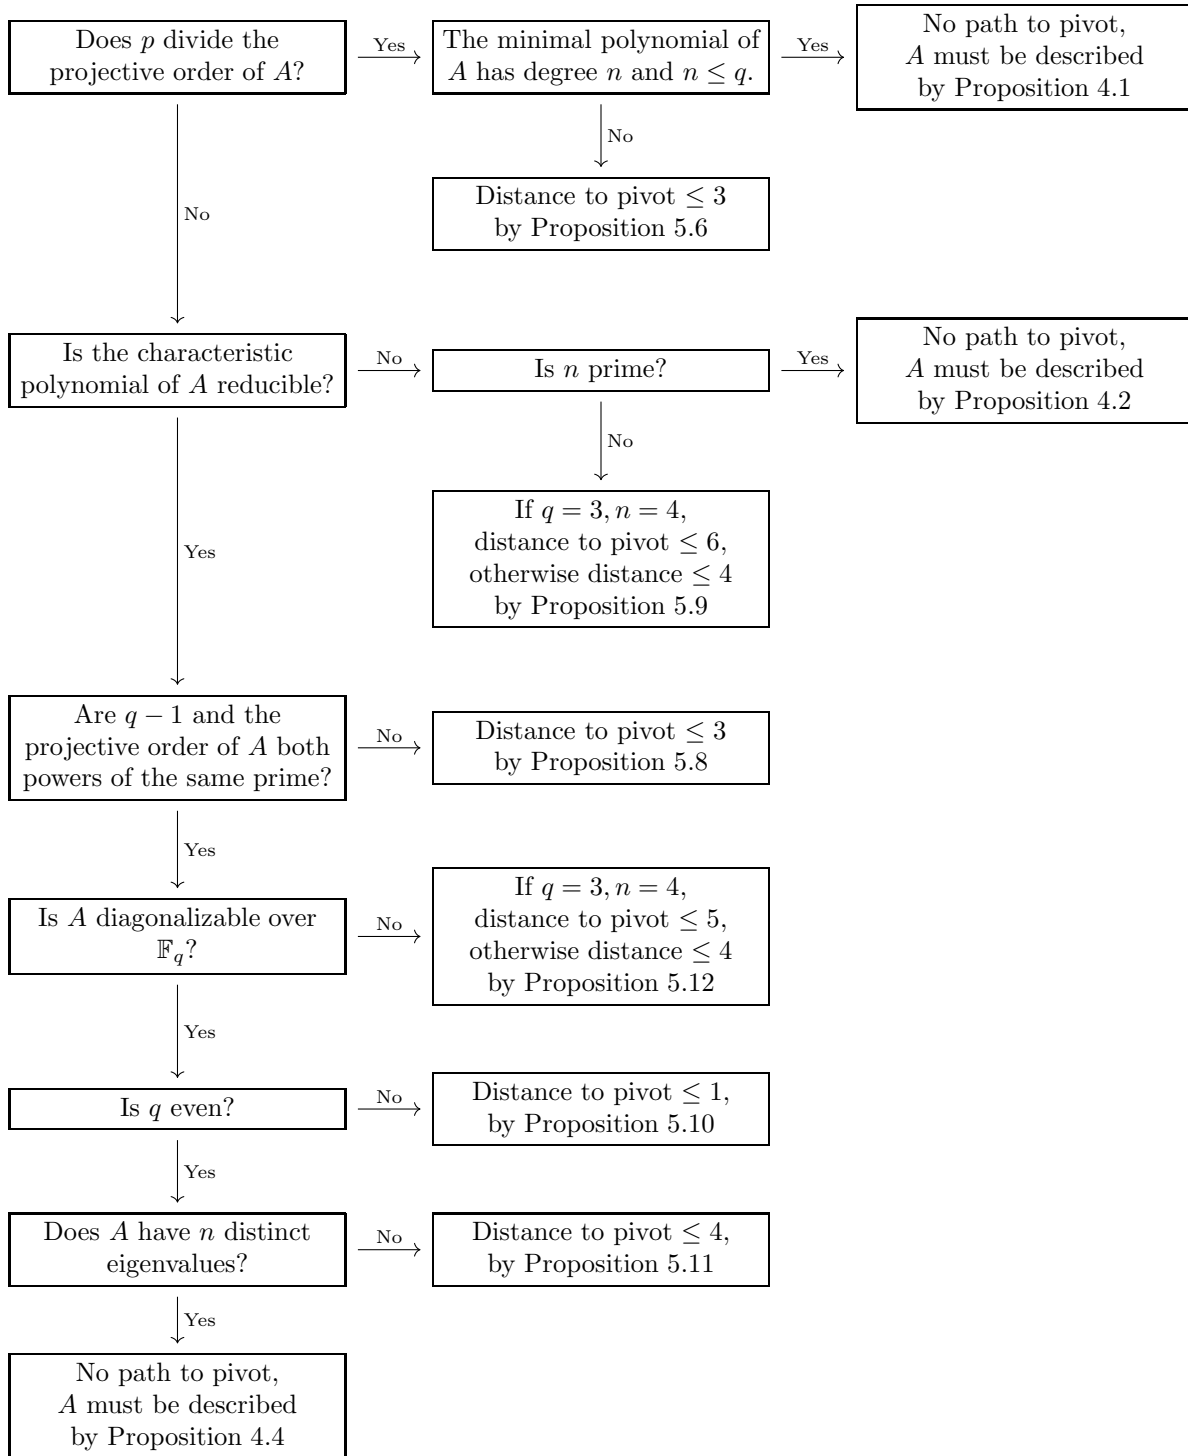 Does p divide the
projective order of A?
Yes
The minimal polynomial of
A has degree n and n ≤ q.
Yes
No path to pivot,
A must be described
by Proposition 4.1
No
Distance to pivot ≤ 3
by Proposition 5.6
No
Is the characteristic
polynomial of A reducible?
No
Is n prime?
Yes
No path to pivot,
A must be described
by Proposition 4.2
No
If q = 3, n = 4,
distance to pivot ≤ 6,
otherwise distance ≤ 4
by Proposition 5.9
Yes
Are q − 1 and the
projective order of A both
powers of the same prime?
No
Distance to pivot ≤ 3
by Proposition 5.8
Yes
Is A diagonalizable over
𝔽q?
No
If q = 3, n = 4,
distance to pivot ≤ 5,
otherwise distance ≤ 4
by Proposition 5.12
Yes
Is q even?
No
Distance to pivot ≤ 1,
by Proposition 5.10
Yes
Does A have n distinct
eigenvalues?
No
Distance to pivot ≤ 4,
by Proposition 5.11
Yes
No path to pivot,
A must be described
by Proposition 4.4